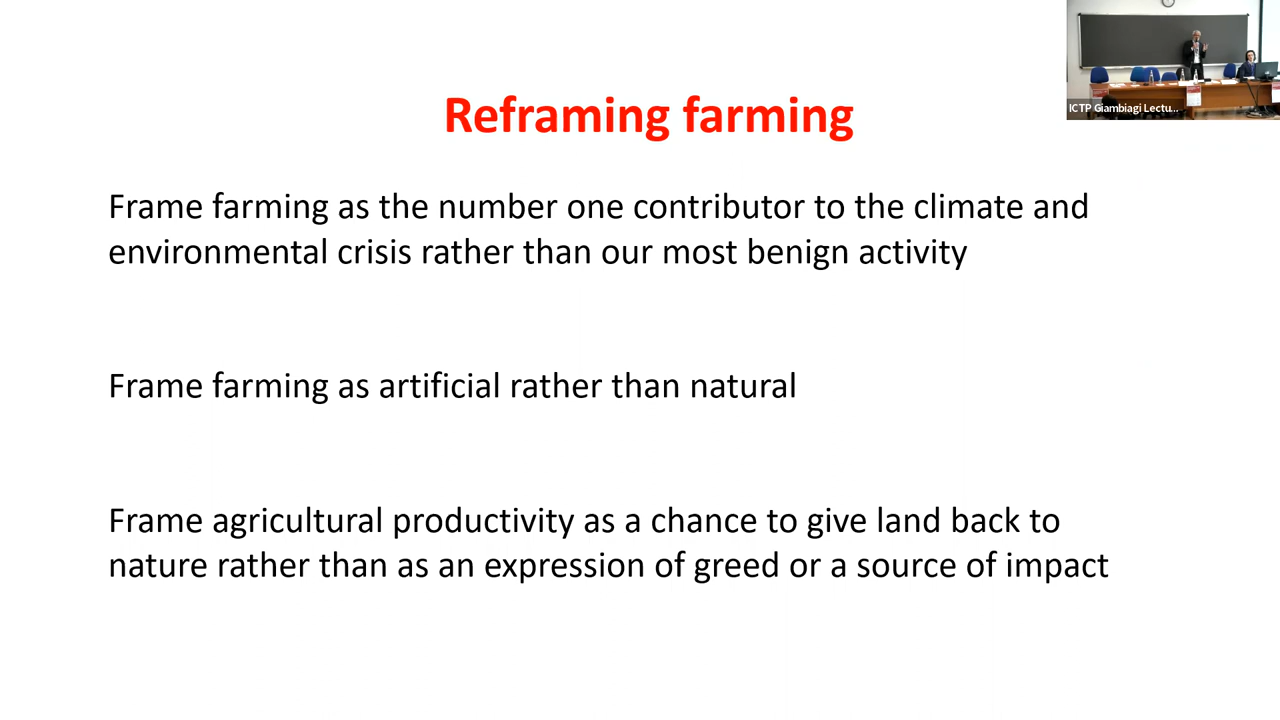 ICTP Giambiagi Lectu...
Reframing farming
Frame farming as the number one contributor to the climate and
environmental crisis rather than our most benign activity
Frame farming as artificial rather than natural
Frame agricultural productivity as a chance to give land back to
nature rather than as an expression of greed or a source of impact